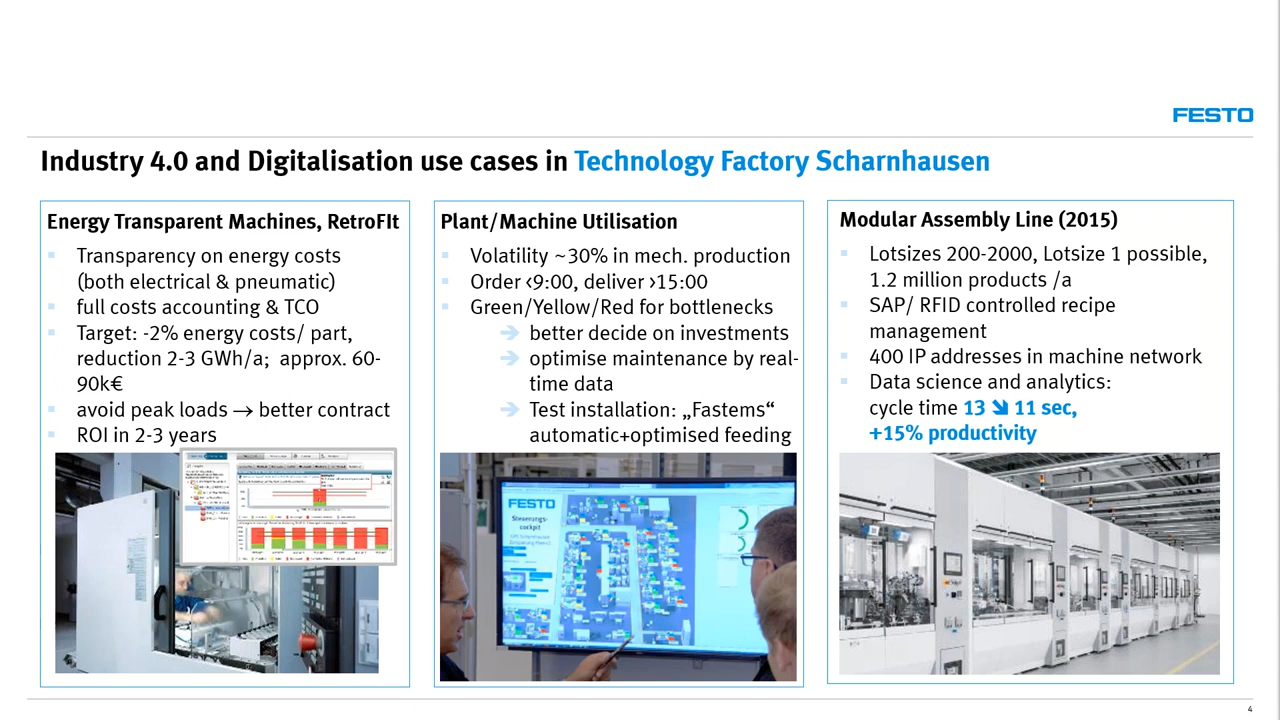 FESTO
Industry 4.0 and Digitalisation use cases in Technology Factory Scharnhausen
Energy Transparent Machines, RetroFIt
Transparency on energy costs
(both electrical & pneumatic)
full costs accounting & TCO
Target: -2% energy costs/ part,
reduction 2-3 GWh/a; approx. 60-
90k€
avoid peak loads → better contract
ROI in 2-3 years
Plant/Machine Utilisation
Volatility ~30% in mech. production
Order <9:00, deliver >15:00
Green/Yellow/Red for bottlenecks
➔ better decide on investments
➔ optimise maintenance by real-
time data
➔ Test installation: „Fastems“
automatic+optimised feeding
FESTO
Steuerungs-
cockpit
Modular Assembly Line (2015)
Lotsizes 200-2000, Lotsize 1 possible,
1.2 million products /a
SAP/ RFID controlled recipe
management
400 IP addresses in machine network
Data science and analytics:
cycle time 13 ➘ 11 sec,
+15% productivity
4